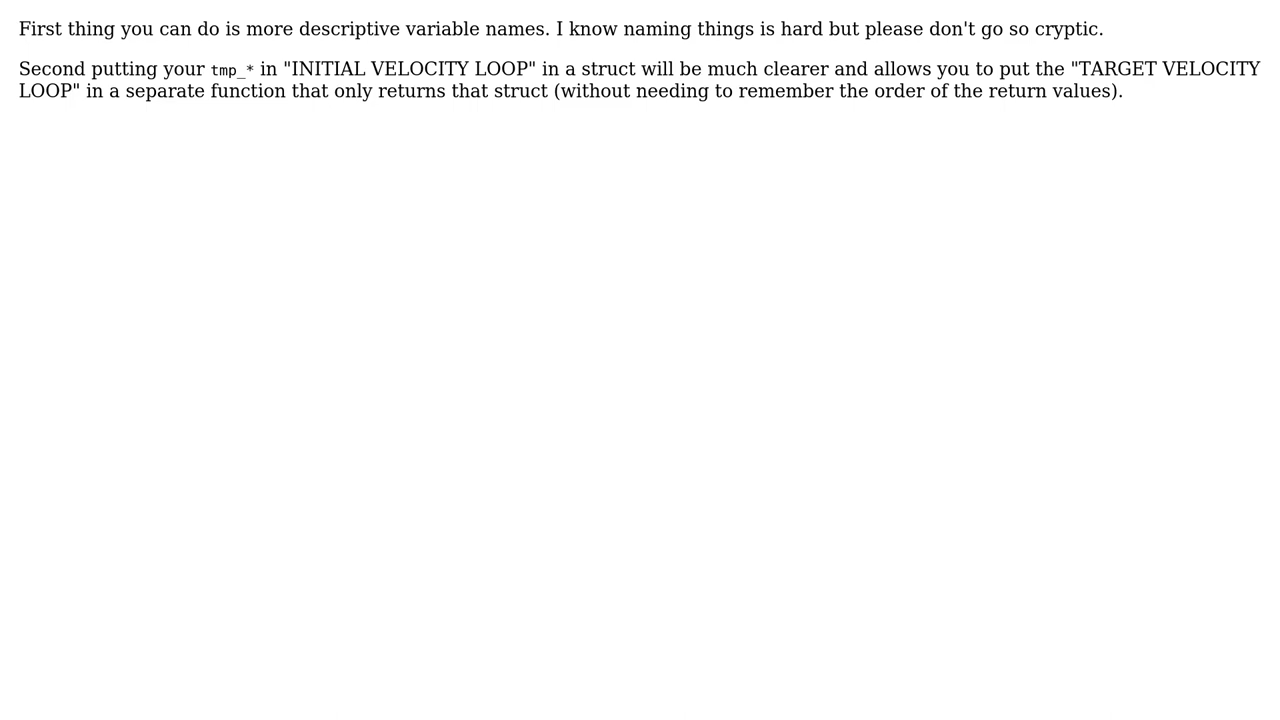 First thing you can do is more descriptive variable names. I know naming things is hard but please don't go so cryptic.
Second putting your tmp_* in "INITIAL VELOCITY LOOP" in a struct will be much clearer and allows you to put the "TARGET VELOCITY
LOOP" in a separate function that only returns that struct (without needing to remember the order of the return values).